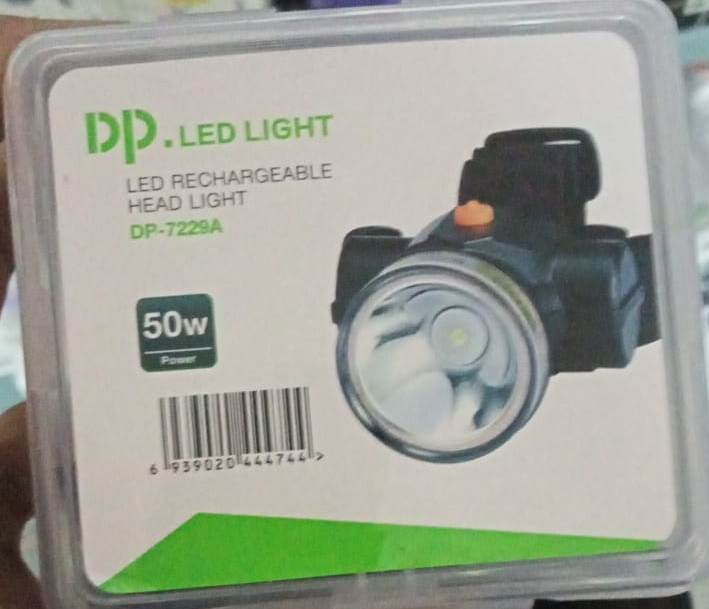 Dp.LED LIGHT
LED RECHARGEABLE
HEAD LIGHT
DP-7229A
50w
Power
6 939020 444744 >